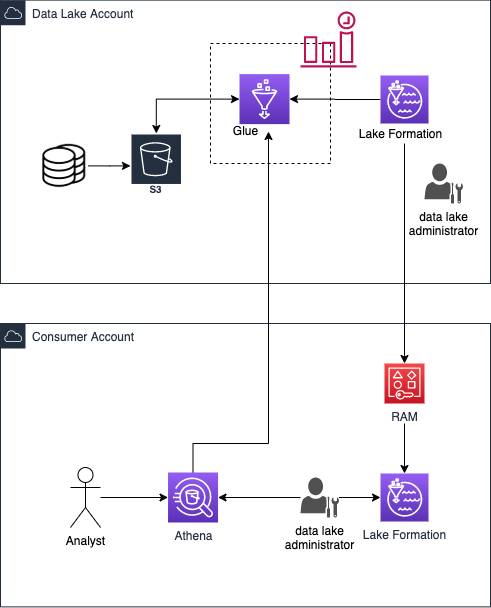 Data Lake Account
Glue
Lake Formation
S3
data lake
administrator
Consumer Account
RAM
Analyst
Athena
data lake
administrator
Lake Formation